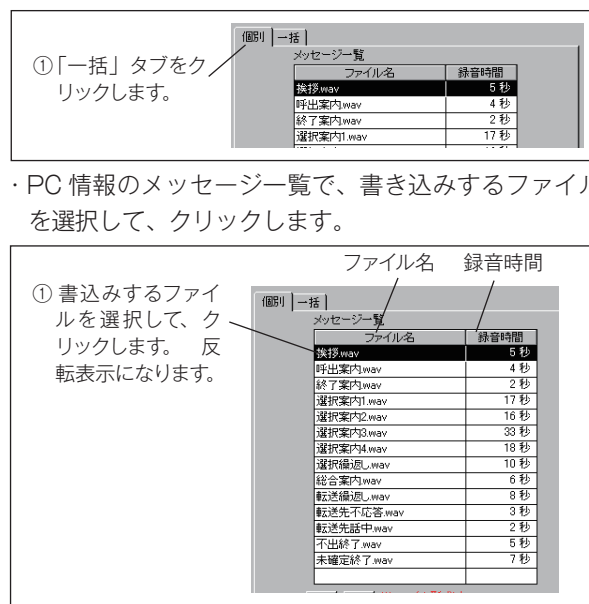 ①「一括」タブをク
リックします。
個別 一括
メッセージ一覧
ファイル名 録音時間
挨拶.wav 5 秒
呼出案内.wav 4 秒
終了案内.wav 2 秒
選択案内1.wav 17 秒
・PC 情報のメッセージ一覧で、書き込みするファイル
を選択して、クリックします。
ファイル名 録音時間
① 書込みするファイ
ルを選択して、ク
リックします。 反
転表示になります。
個別 一括
メッセージ一覧
ファイル名 録音時間
挨拶.wav 5 秒
呼出案内.wav 4 秒
終了案内.wav 2 秒
選択案内1.wav 17 秒
選択案内2.wav 16 秒
選択案内3.wav 33 秒
選択案内4.wav 18 秒
選択繰返し.wav 10 秒
総合案内.wav 6 秒
転送繰返し.wav 8 秒
転送先不応答.wav 3 秒
転送先話中.wav 2 秒
不出終了.wav 5 秒
未確定終了.wav 7 秒